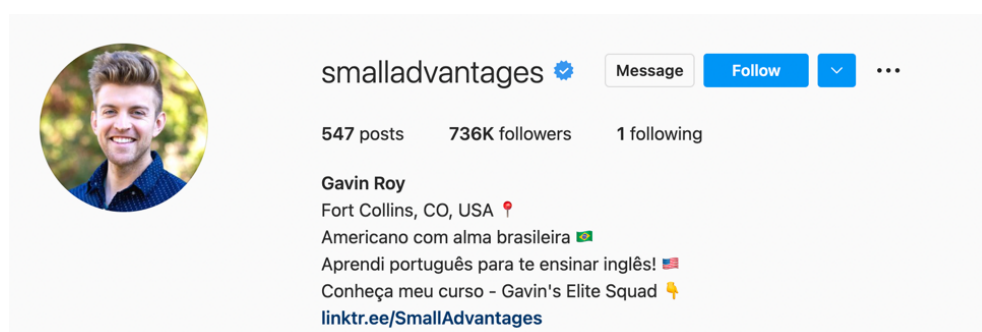 smalladvantages Message Follow
547 posts 736K followers 1 following
Gavin Roy
Fort Collins, CO, USA 📍
Americano com alma brasileira 🇧🇷
Aprendi português para te ensinar inglês! 🇺🇸
Conheça meu curso - Gavin's Elite Squad 👇
linktr.ee/SmallAdvantages